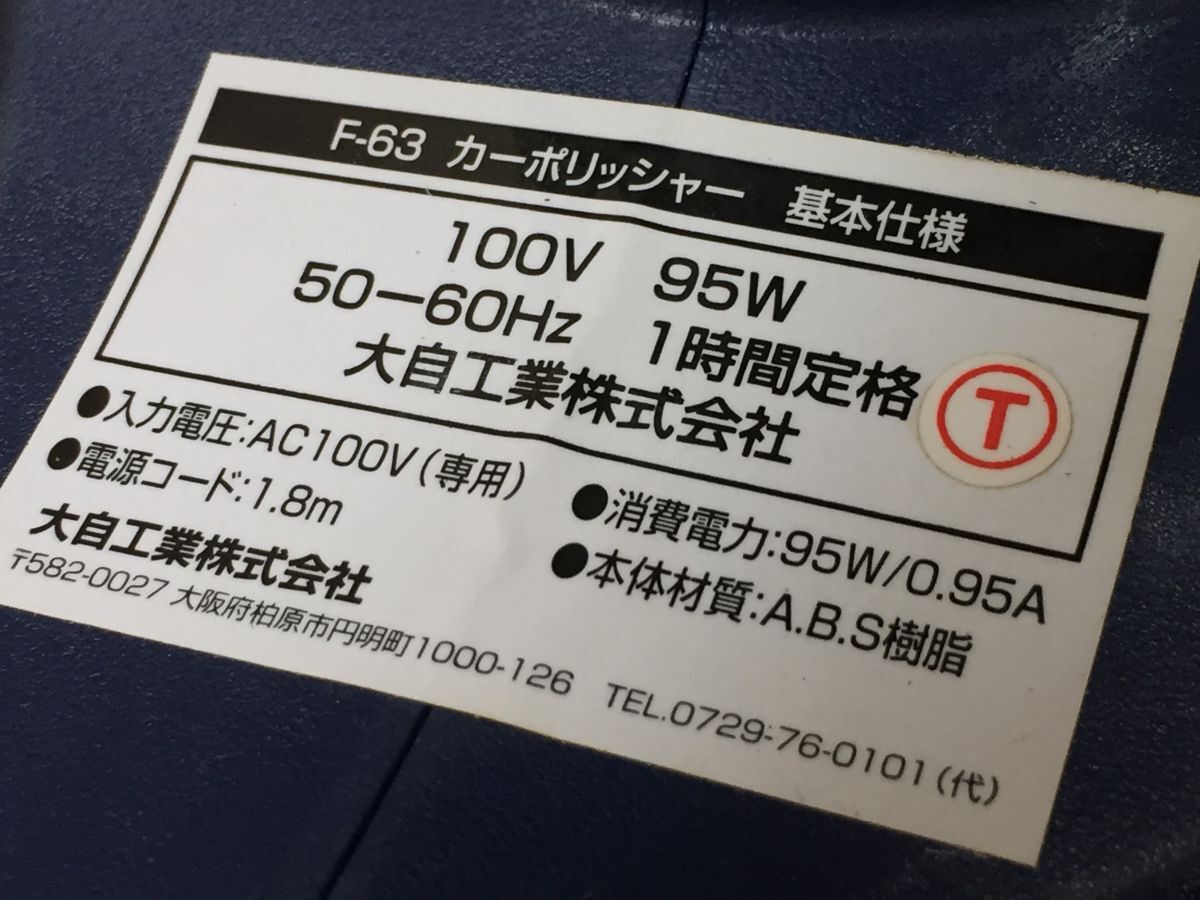 F-63 カーポリッシャー 基本仕様
100V 95W
50-60Hz 1時間定格
大自工業株式会社
T
●入力電圧:AC100V(専用)
●電源コード:1.8m
●消費電力:95W/0.95A
●本体材質:A.B.S樹脂
大自工業株式会社
〒582-0027 大阪府柏原市円明町1000-126 TEL.0729-76-0101(代)